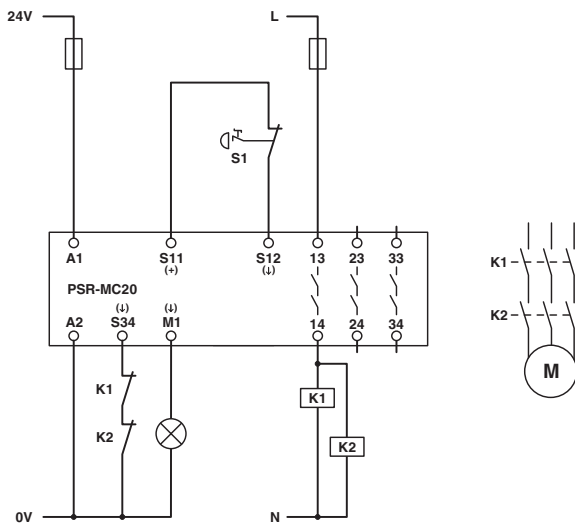 24V
L
S1
A1
S11
(+)
S12
(↓)
13
23
33
PSR-MC20
A2
(↓)
S34
(↓)
M1
14
24
34
K1
K2
K1
K2
0V
N
K1
K2
M